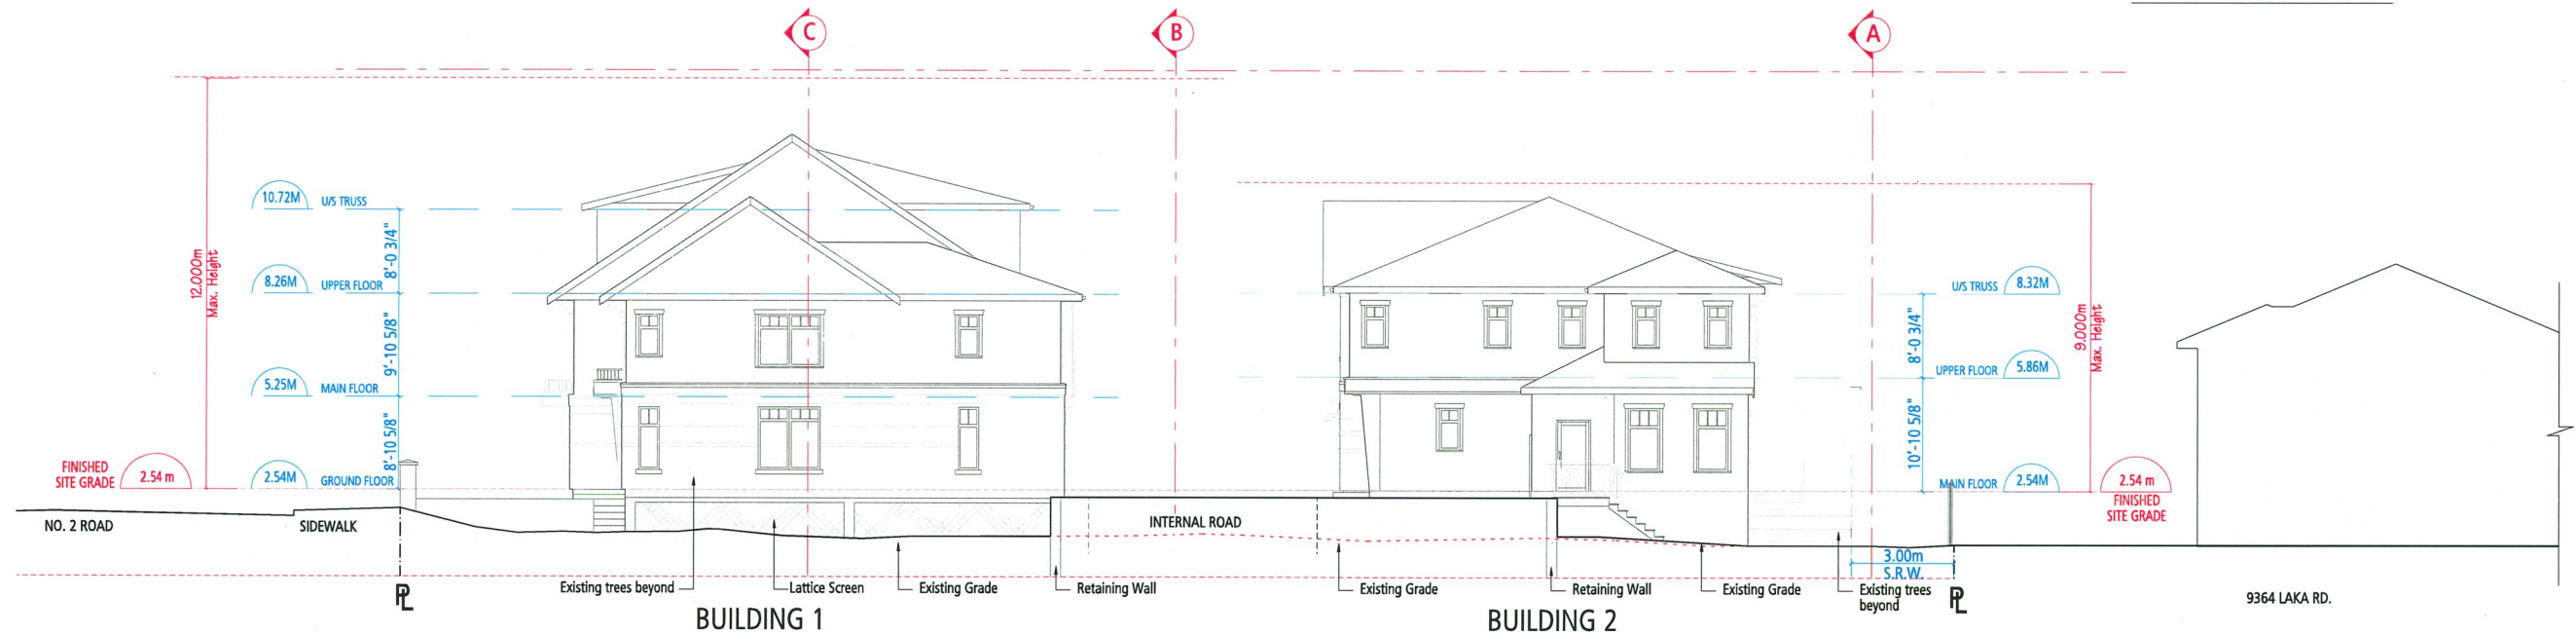 C
B
A
10.72M
U/S TRUSS
8'-0 3/4"
12.000m
Max. Height
8.26M
UPPER FLOOR
9'-10 5/8"
5.25M
MAIN FLOOR
8'-10 5/8"
FINISHED
SITE GRADE
2.54 m
2.54M
GROUND FLOOR
U/S TRUSS
8.32M
8'-0 3/4"
9.000m
Max. Height
UPPER FLOOR
5.86M
10'-10 5/8"
MAIN FLOOR
2.54M
2.54 m
FINISHED
SITE GRADE
NO. 2 ROAD
SIDEWALK
INTERNAL ROAD
3.00m
S.R.W.
PL
Existing trees beyond
Lattice Screen
Existing Grade
Retaining Wall
Existing Grade
Retaining Wall
Existing Grade
Existing trees
beyond
PL
9364 LAKA RD.
BUILDING 1
BUILDING 2